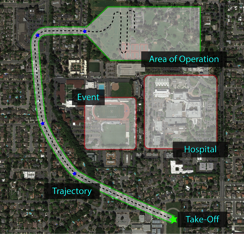 Area of Operation
Event
Hospital
Trajectory
Take-Off